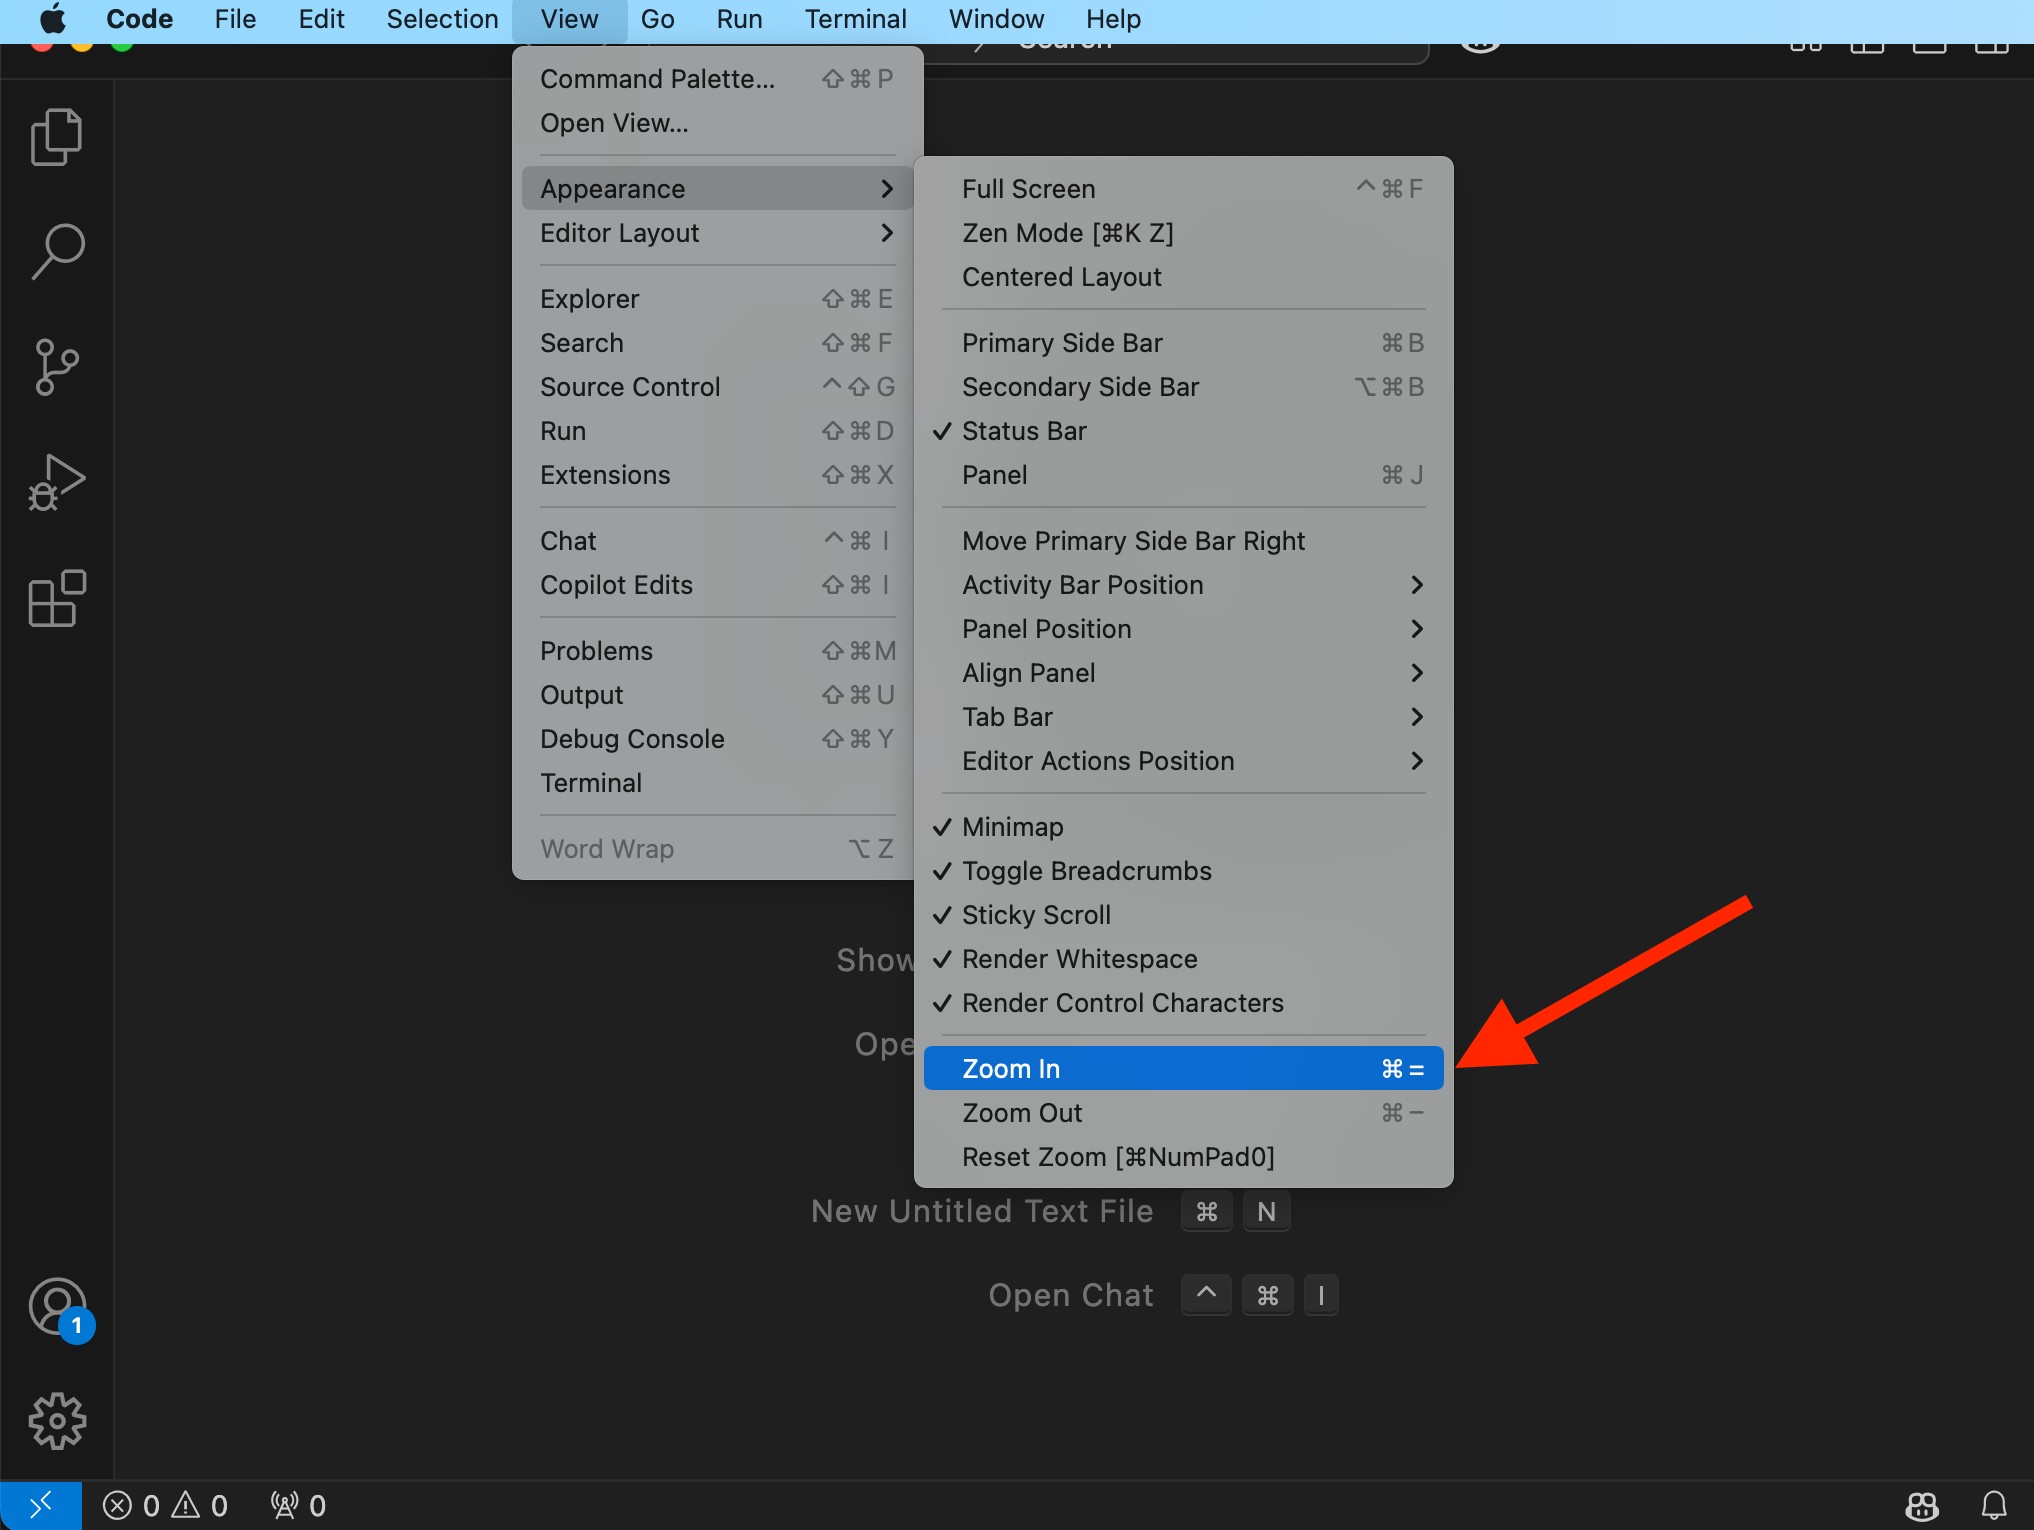 Code File Edit Selection View Go Run Terminal Window Help
Search
Command Palette... ⇧⌘P
Open View...
Appearance
Editor Layout
Explorer ⇧⌘E
Search ⇧⌘F
Source Control ^⇧G
Run ⇧⌘D
Extensions ⇧⌘X
Chat ^⌘I
Copilot Edits ⇧⌘I
Problems ⇧⌘M
Output ⇧⌘U
Debug Console ⇧⌘Y
Terminal
Word Wrap ⌥Z
Full Screen ^⌘F
Zen Mode [⌘K Z]
Centered Layout
Primary Side Bar ⌘B
Secondary Side Bar ⌥⌘B
✓ Status Bar
Panel ⌘J
Move Primary Side Bar Right
Activity Bar Position
Panel Position
Align Panel
Tab Bar
Editor Actions Position
✓ Minimap
✓ Toggle Breadcrumbs
✓ Sticky Scroll
✓ Render Whitespace
✓ Render Control Characters
Zoom In ⌘=
Zoom Out ⌘−
Reset Zoom [⌘NumPad0]
Show
Ope
New Untitled Text File ⌘ N
Open Chat ^ ⌘ I
1
0 0 0